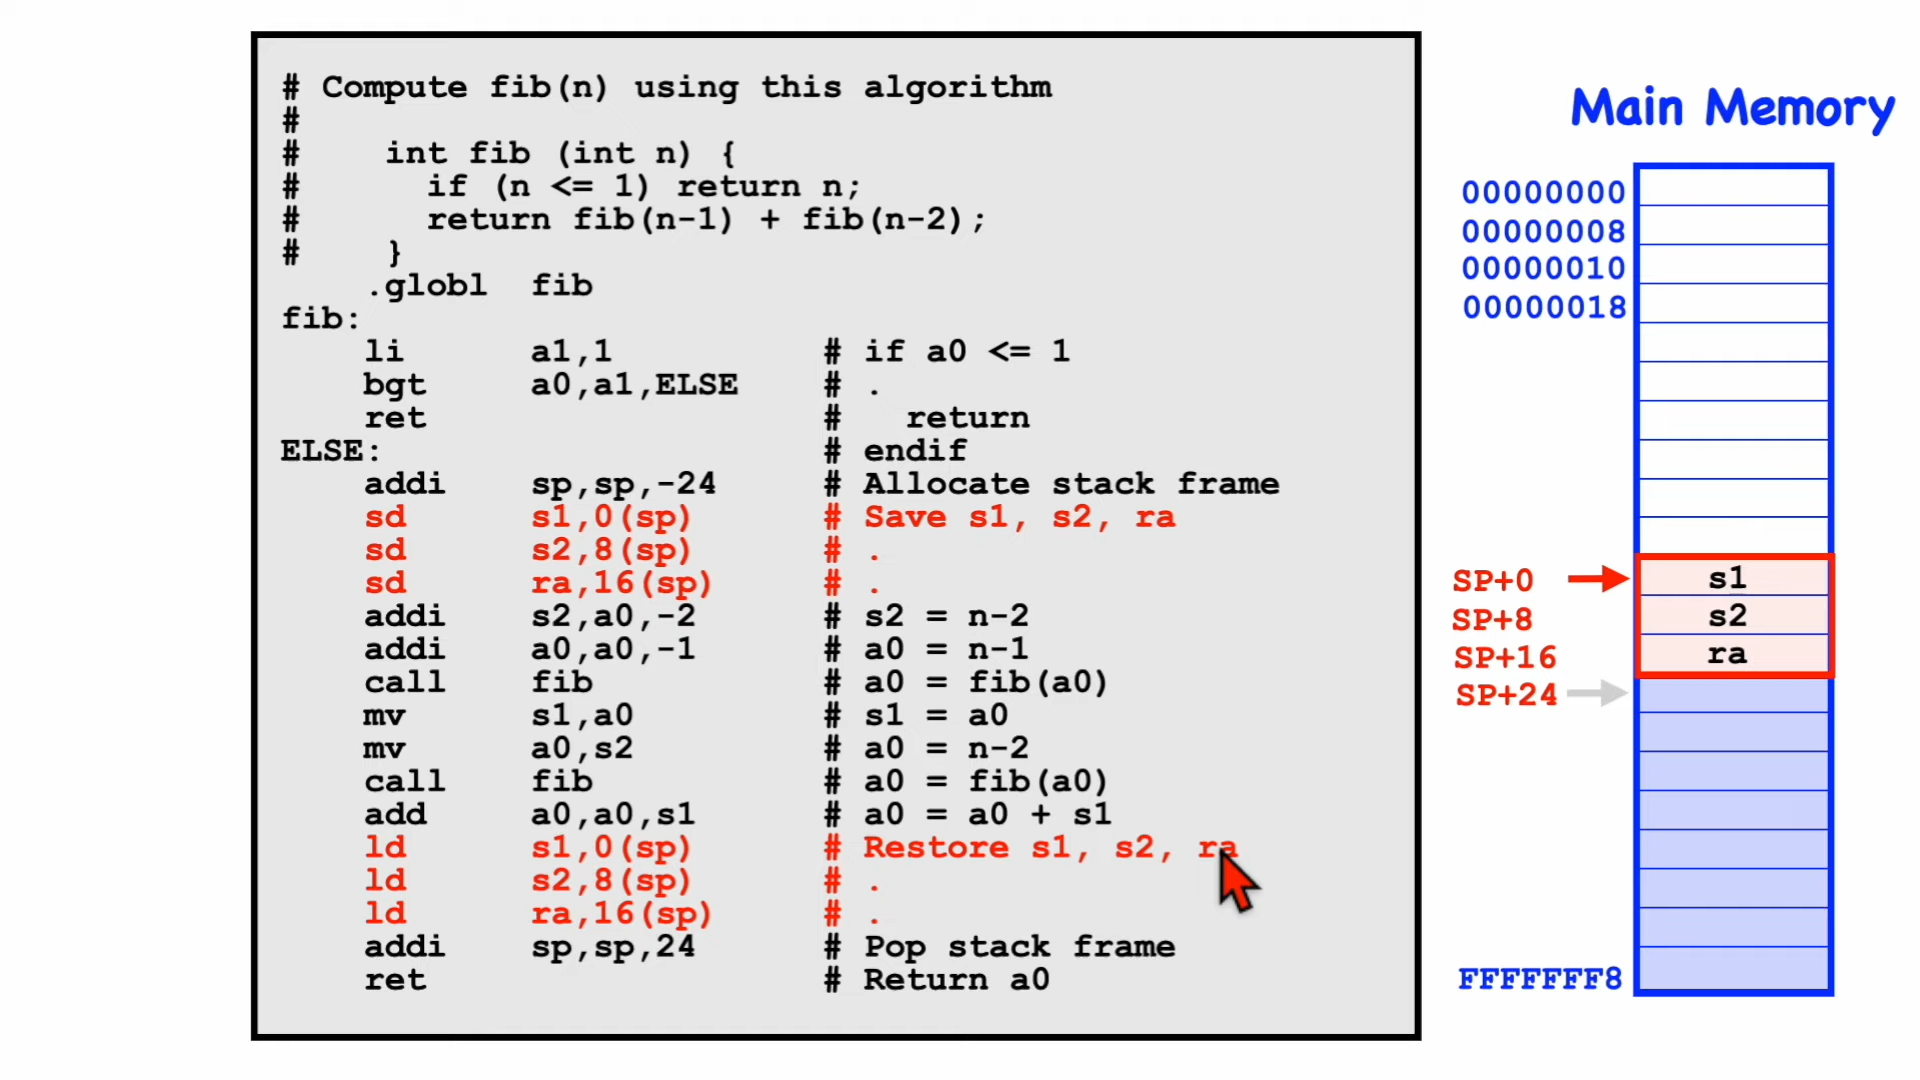 # Compute fib(n) using this algorithm
#
#    int fib (int n) {
#      if (n <= 1) return n;
#      return fib(n-1) + fib(n-2);
#    }
    .globl  fib
fib:
    li      a1,1          # if a0 <= 1
    bgt     a0,a1,ELSE    # .
    ret                   #   return
ELSE:                     # endif
    addi    sp,sp,-24     # Allocate stack frame
    sd      s1,0(sp)      # Save s1, s2, ra
    sd      s2,8(sp)      # .
    sd      ra,16(sp)     # .
    addi    s2,a0,-2      # s2 = n-2
    addi    a0,a0,-1      # a0 = n-1
    call    fib           # a0 = fib(a0)
    mv      s1,a0         # s1 = a0
    mv      a0,s2         # a0 = n-2
    call    fib           # a0 = fib(a0)
    add     a0,a0,s1      # a0 = a0 + s1
    ld      s1,0(sp)      # Restore s1, s2, ra
    ld      s2,8(sp)      # .
    ld      ra,16(sp)     # .
    addi    sp,sp,24      # Pop stack frame
    ret                   # Return a0
Main Memory
00000000
00000008
00000010
00000018
SP+0 s1
SP+8 s2
SP+16 ra
SP+24
FFFFFFF8